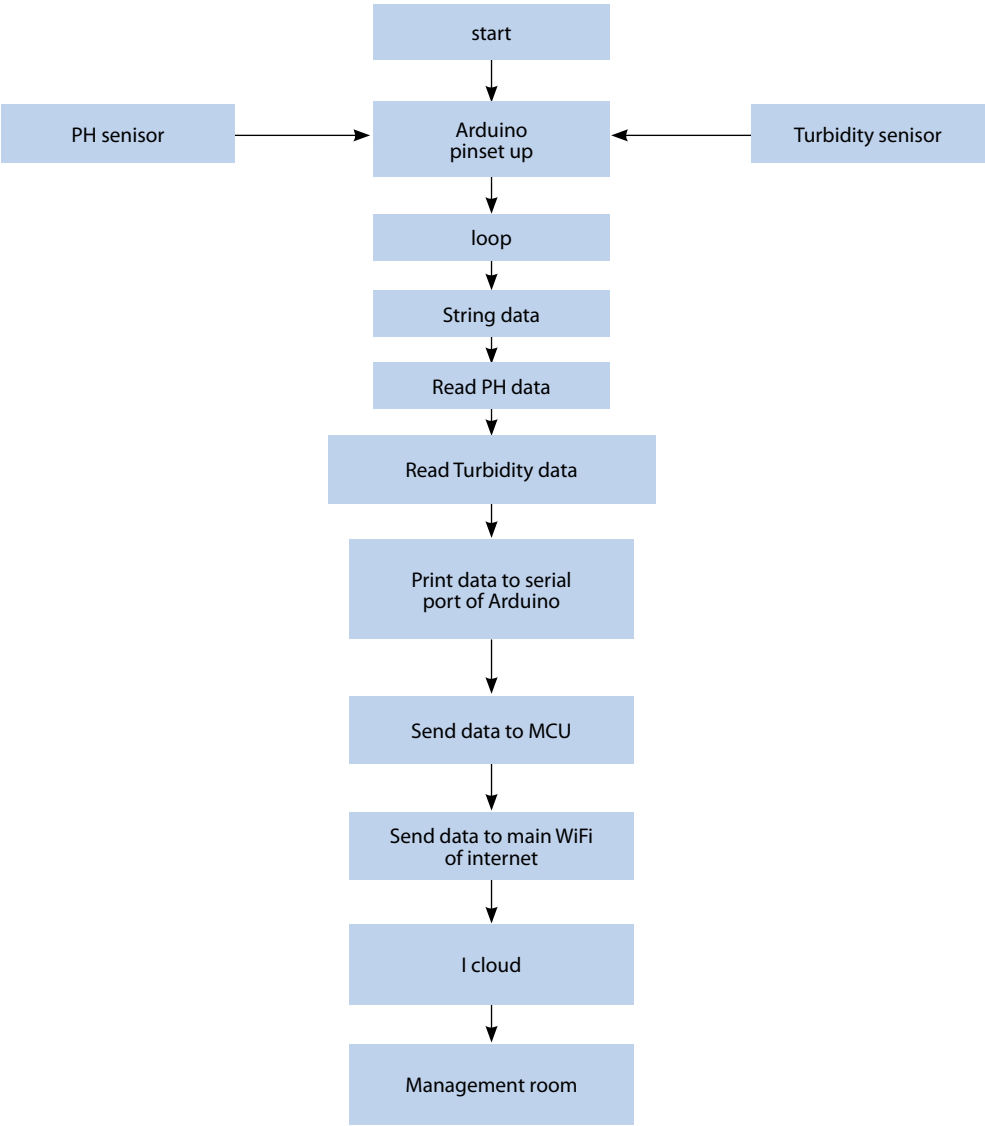 start
PH senisor
Arduino
pinset up
Turbidity senisor
loop
String data
Read PH data
Read Turbidity data
Print data to serial
port of Arduino
Send data to MCU
Send data to main WiFi
of internet
I cloud
Management room